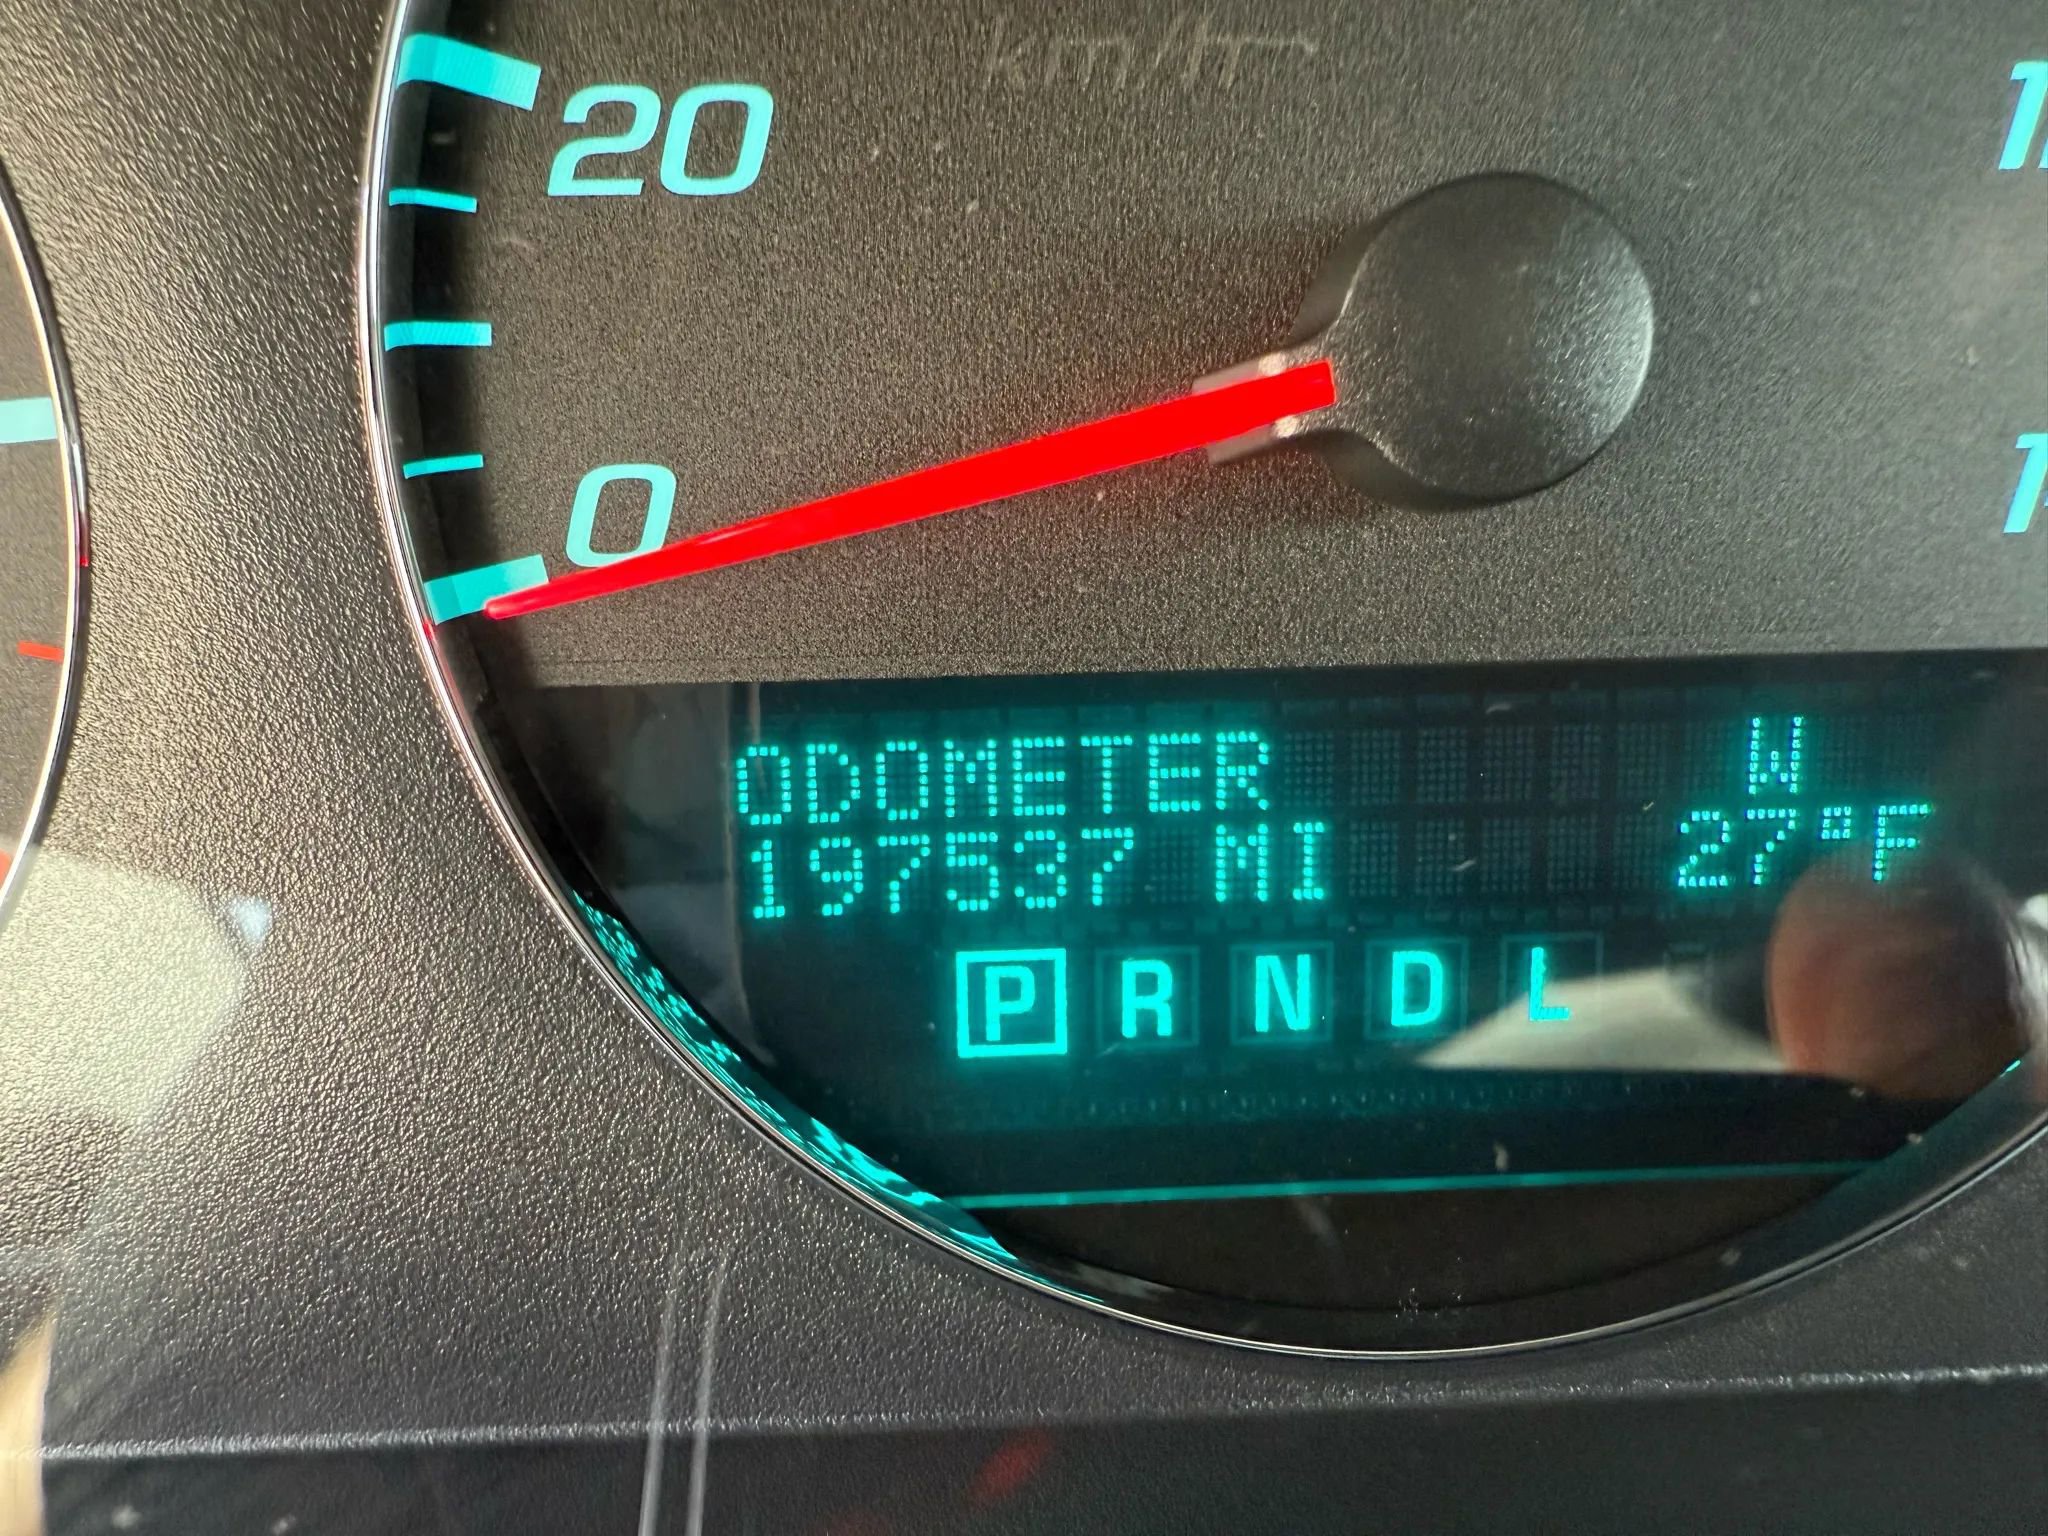 km/h
20
0
ODOMETER W
197537 MI 27°F
P R N D L